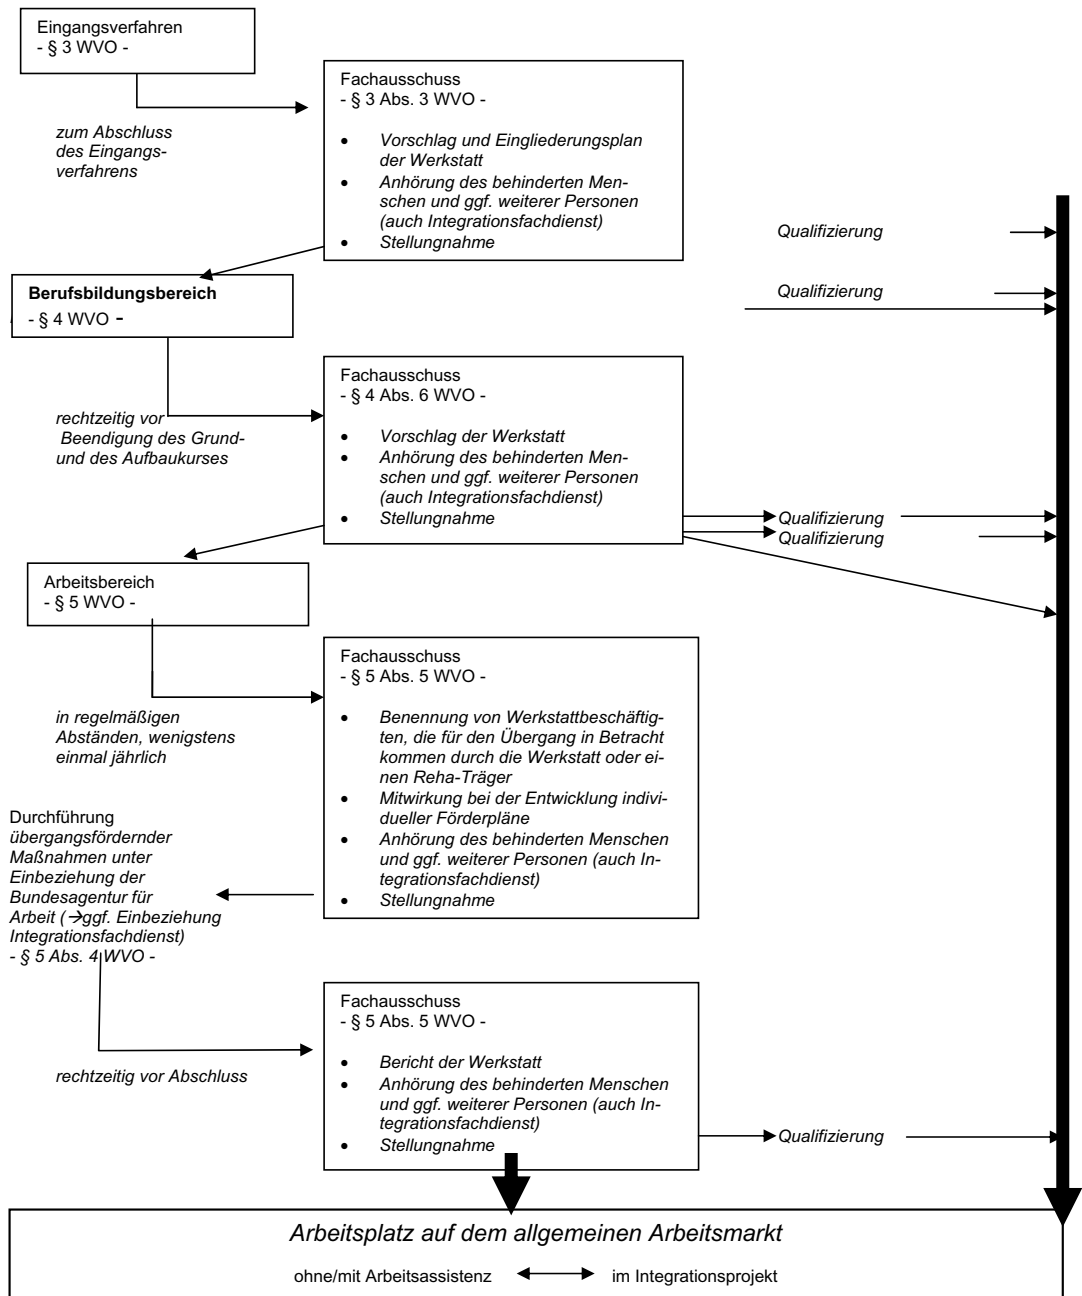 Eingangsverfahren
- § 3 WVO -
Fachausschuss
- § 3 Abs. 3 WVO -
zum Abschluss
des Eingangs-
verfahrens
• Vorschlag und Eingliederungsplan
der Werkstatt
• Anhörung des behinderten Men-
schen und ggf. weiterer Personen
(auch Integrationsfachdienst)
• Stellungnahme
Qualifizierung
Berufsbildungsbereich
- § 4 WVO -
Qualifizierung
Fachausschuss
- § 4 Abs. 6 WVO -
rechtzeitig vor
Beendigung des Grund-
und des Aufbaukurses
• Vorschlag der Werkstatt
• Anhörung des behinderten Men-
schen und ggf. weiterer Personen
(auch Integrationsfachdienst)
• Stellungnahme
Qualifizierung
Qualifizierung
Arbeitsbereich
- § 5 WVO -
Fachausschuss
- § 5 Abs. 5 WVO -
in regelmäßigen
Abständen, wenigstens
einmal jährlich
• Benennung von Werkstattbeschäftig-
ten, die für den Übergang in Betracht
kommen durch die Werkstatt oder ei-
nen Reha-Träger
• Mitwirkung bei der Entwicklung indivi-
dueller Förderpläne
• Anhörung des behinderten Menschen
und ggf. weiterer Personen (auch In-
tegrationsfachdienst)
• Stellungnahme
Durchführung
übergangsfördernder
Maßnahmen unter
Einbeziehung der
Bundesagentur für
Arbeit (→ggf. Einbeziehung
Integrationsfachdienst)
- § 5 Abs. 4 WVO -
Fachausschuss
- § 5 Abs. 5 WVO -
rechtzeitig vor Abschluss
• Bericht der Werkstatt
• Anhörung des behinderten Menschen
und ggf. weiterer Personen (auch In-
tegrationsfachdienst)
• Stellungnahme
Qualifizierung
Arbeitsplatz auf dem allgemeinen Arbeitsmarkt
ohne/mit Arbeitsassistenz im Integrationsprojekt